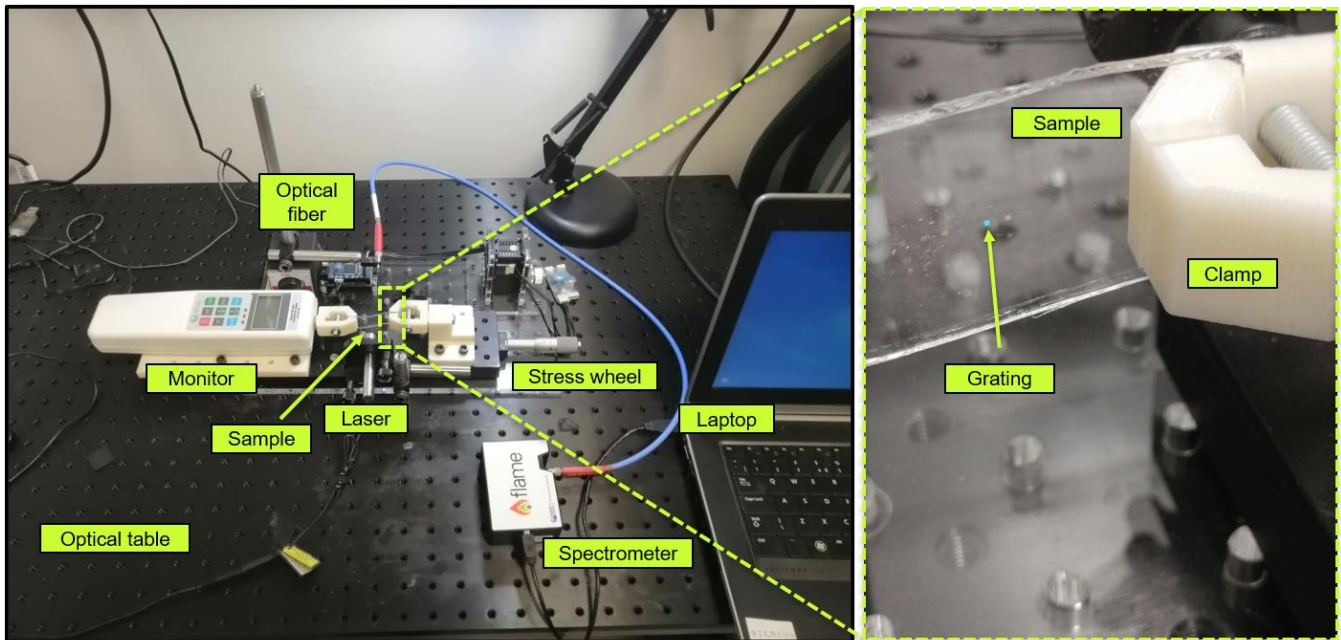 Optical
fiber
Monitor
Sample
Laser
Stress wheel
Laptop
flame
Optical table
Spectrometer
Sample
Clamp
Grating